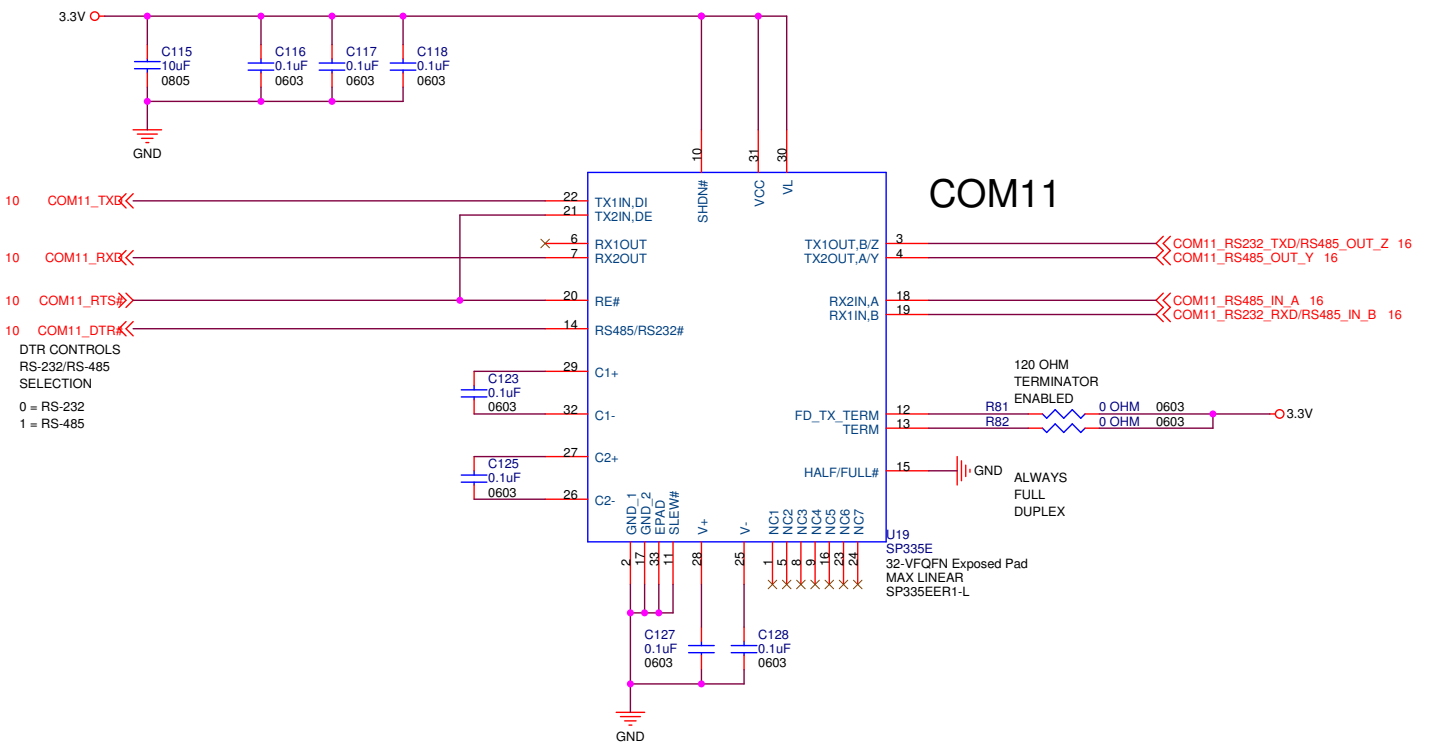 3.3V
C115
10uF
0805
C116
0.1uF
0603
C117
0.1uF
0603
C118
0.1uF
0603
GND
10
31
30
SHDN#
VCC
VL
COM11
10 COM11_TXD
22 TX1IN,DI
21 TX2IN,DE
6 RX1OUT
10 COM11_RXD
7 RX2OUT
10 COM11_RTS#
20 RE#
10 COM11_DTR#
14 RS485/RS232#
DTR CONTROLS
RS-232/RS-485
SELECTION
0 = RS-232
1 = RS-485
29 C1+
C123
0.1uF
0603
32 C1-
27 C2+
C125
0.1uF
0603
26 C2-
TX1OUT,B/Z 3 COM11_RS232_TXD/RS485_OUT_Z 16
TX2OUT,A/Y 4 COM11_RS485_OUT_Y 16
RX2IN,A 18 COM11_RS485_IN_A 16
RX1IN,B 19 COM11_RS232_RXD/RS485_IN_B 16
120 OHM
TERMINATOR
ENABLED
FD_TX_TERM 12 R81 0 OHM 0603
TERM 13 R82 0 OHM 0603
3.3V
HALF/FULL# 15 GND
ALWAYS
FULL
DUPLEX
GND_1
GND_2
EPAD
SLEW#
V+
V-
NC1
NC2
NC3
NC4
NC5
NC6
NC7
2
17
33
11
28
25
1
5
8
9
16
23
24
U19
SP335E
32-VFQFN Exposed Pad
MAX LINEAR
SP335EER1-L
C127
0.1uF
0603
C128
0.1uF
0603
GND